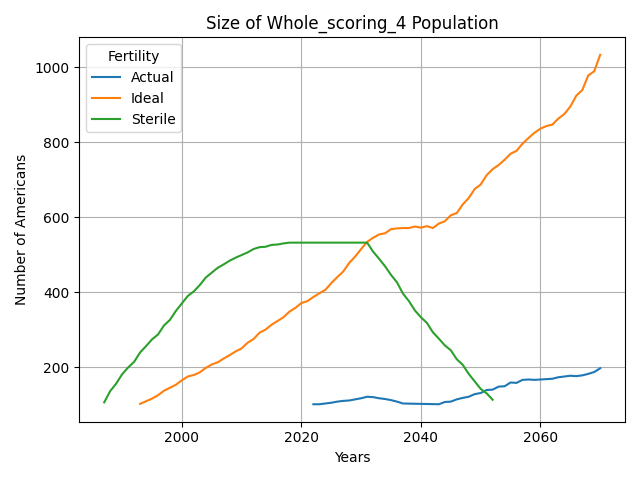 Size of Whole_scoring_4 Population
Fertility
Actual
Ideal
Sterile
Number of Americans
1000
800
600
400
200
2000
2020
2040
2060
Years